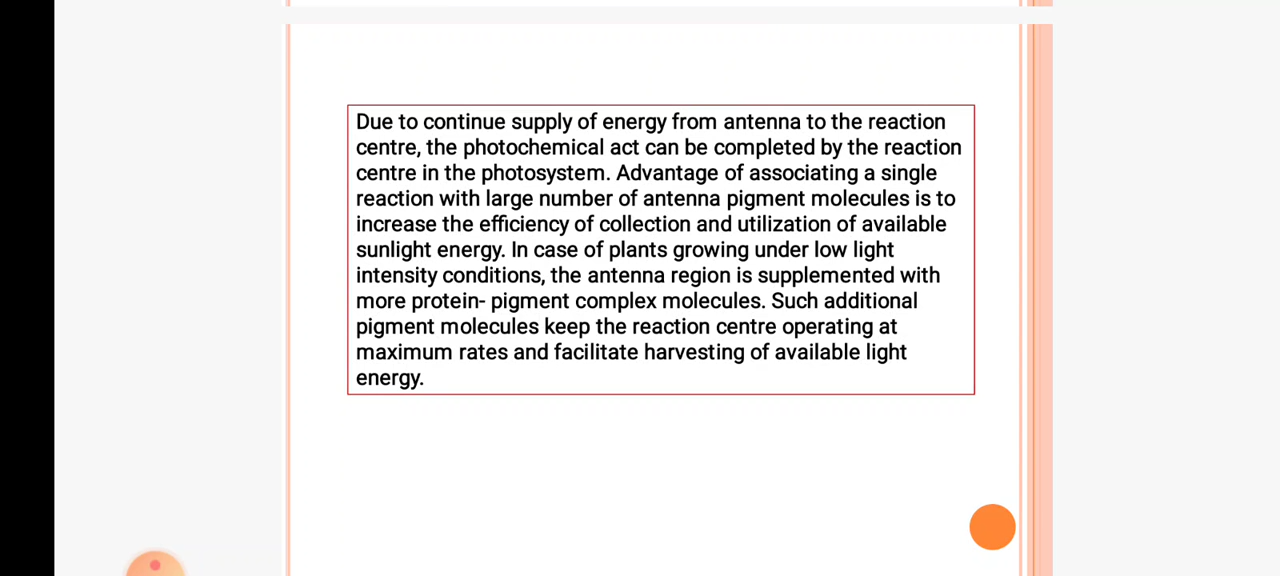 Due to continue supply of energy from antenna to the reaction
centre, the photochemical act can be completed by the reaction
centre in the photosystem. Advantage of associating a single
reaction with large number of antenna pigment molecules is to
increase the efficiency of collection and utilization of available
sunlight energy. In case of plants growing under low light
intensity conditions, the antenna region is supplemented with
more protein- pigment complex molecules. Such additional
pigment molecules keep the reaction centre operating at
maximum rates and facilitate harvesting of available light
energy.